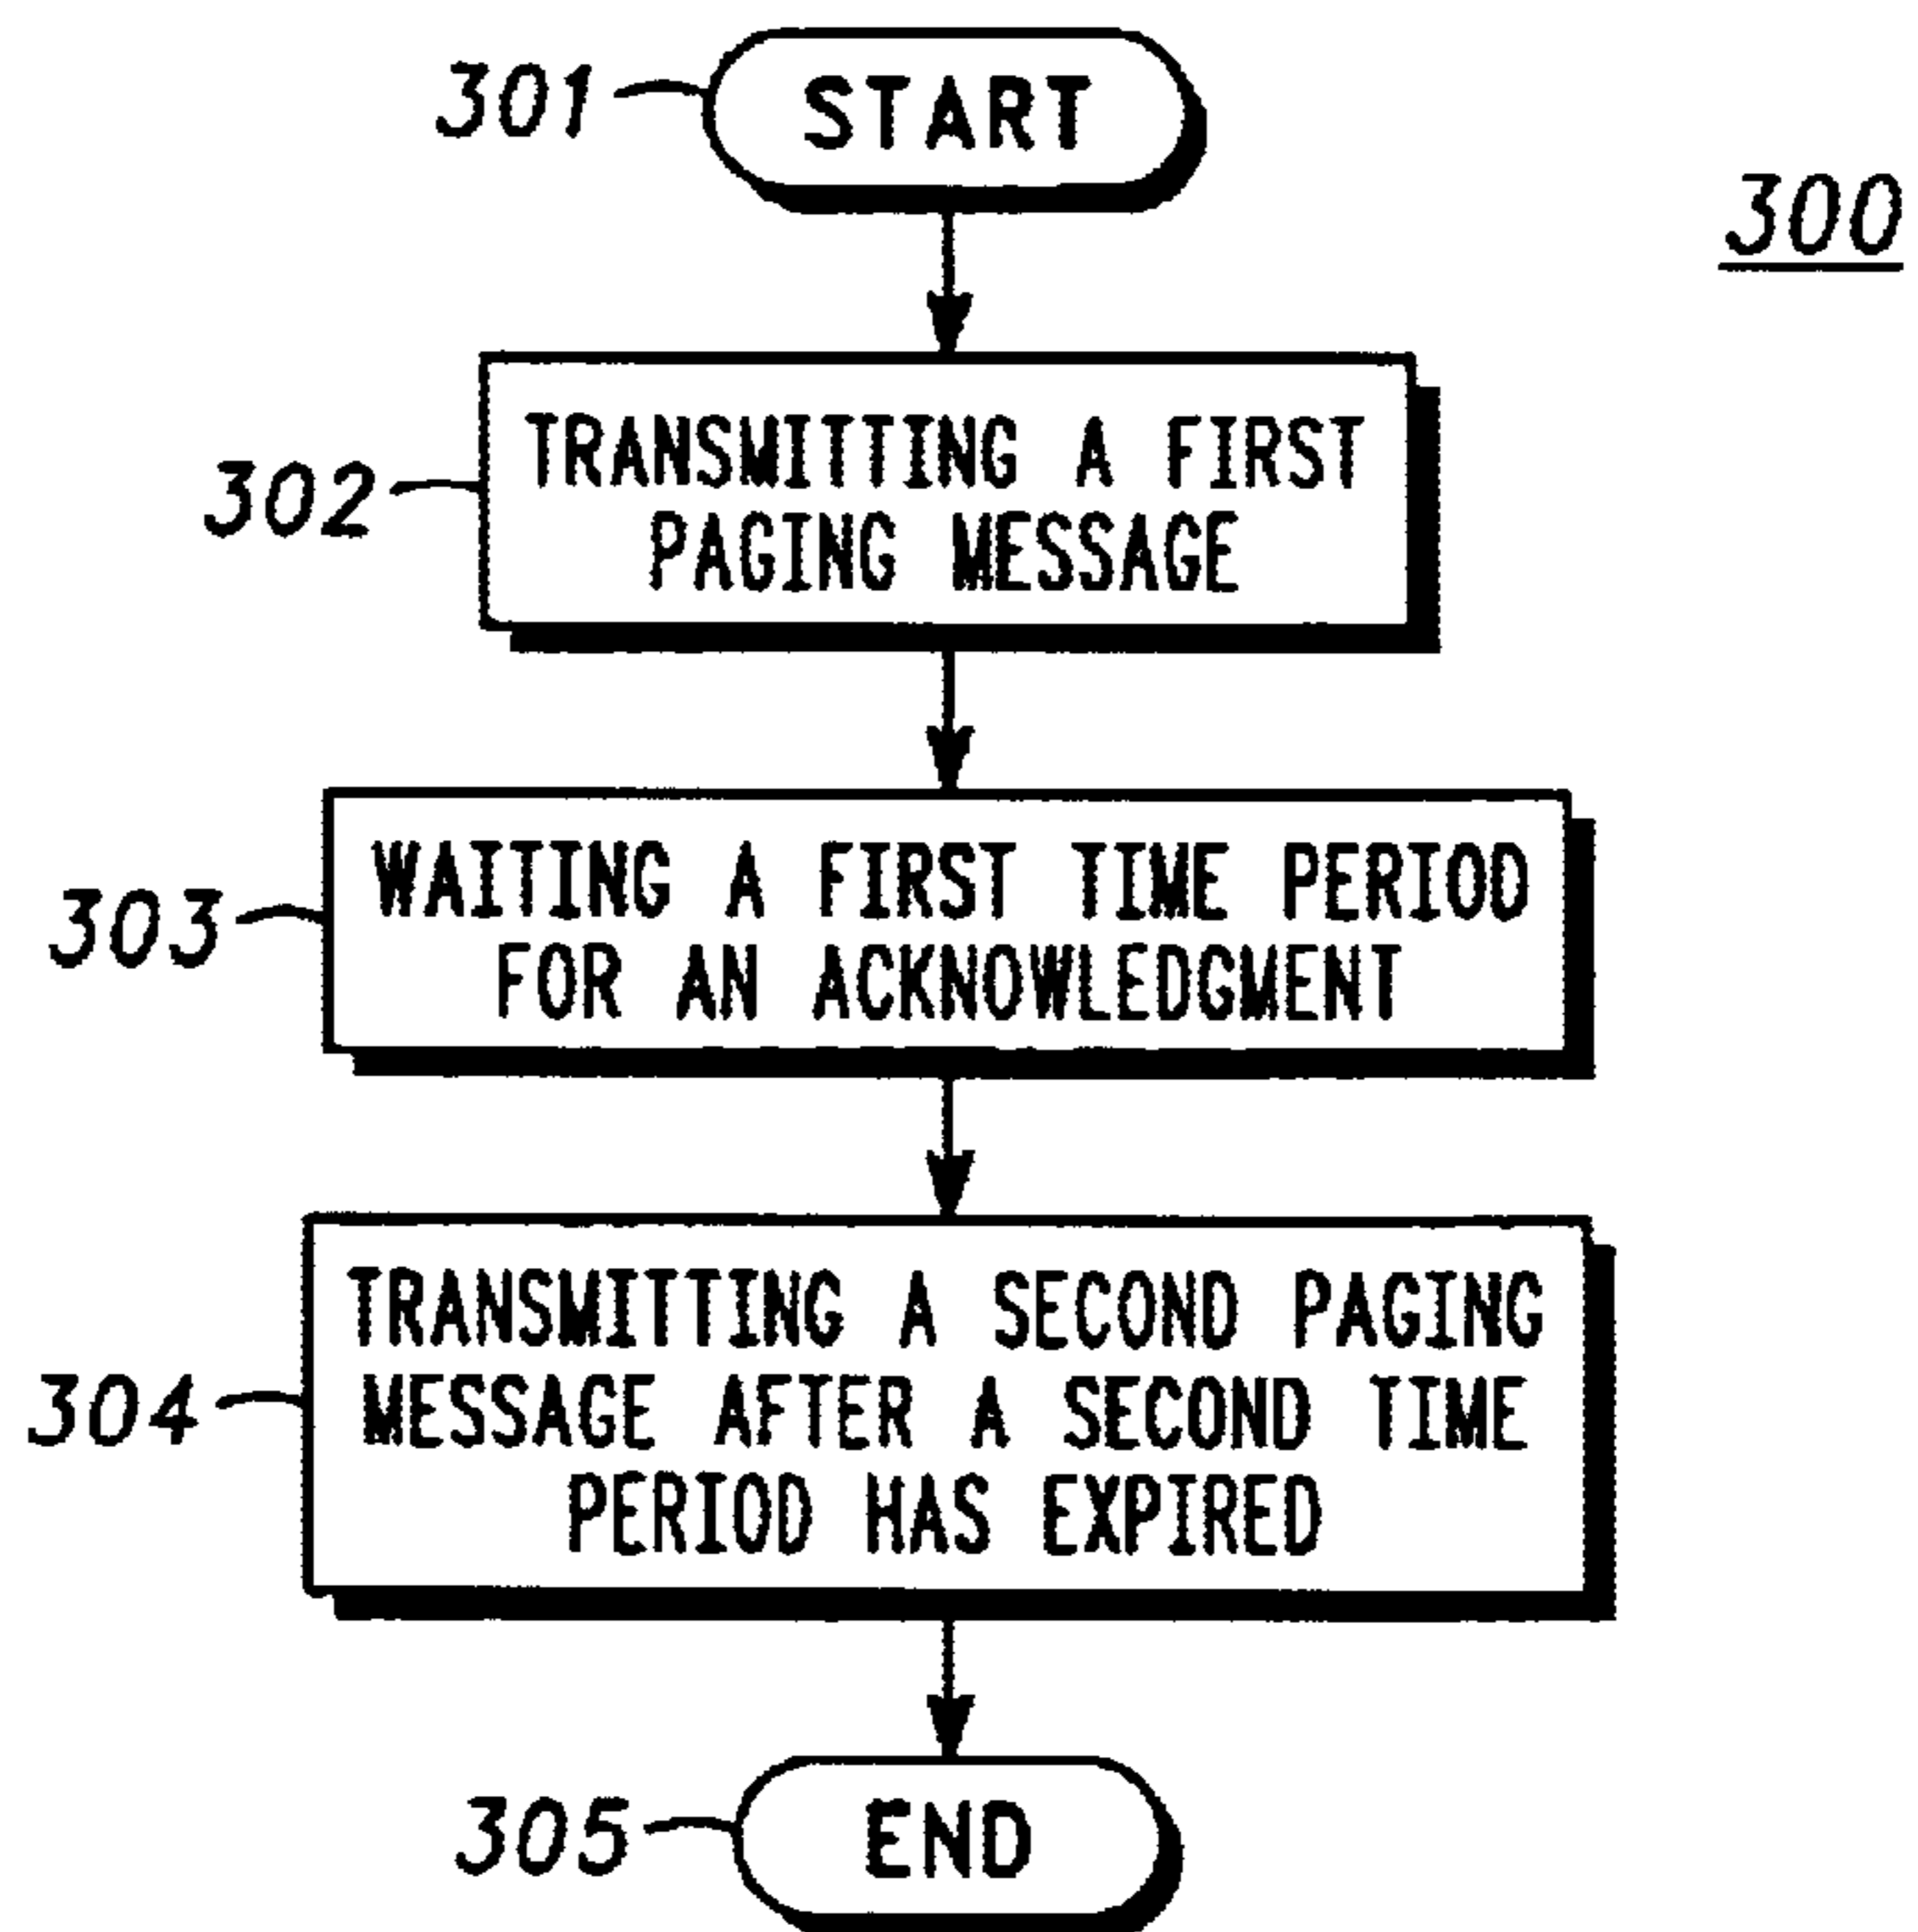 301
START
300
302
TRANSMITTING A FIRST
PAGING MESSAGE
303
WAITING A FIRST TIME PERIOD
FOR AN ACKNOWLEDGMENT
304
TRANSMITTING A SECOND PAGING
MESSAGE AFTER A SECOND TIME
PERIOD HAS EXPIRED
305
END